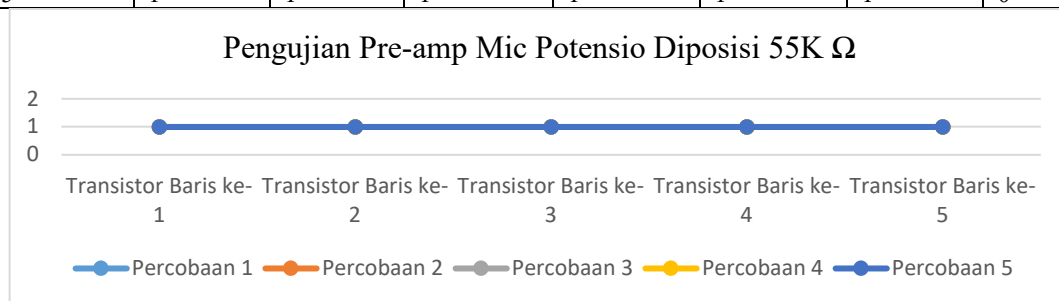 Pengujian Pre-amp Mic Potensio Diposisi 55K Ω
2
1
0
Transistor Baris ke-1
Transistor Baris ke-2
Transistor Baris ke-3
Transistor Baris ke-4
Transistor Baris ke-5
Percobaan 1 Percobaan 2 Percobaan 3 Percobaan 4 Percobaan 5